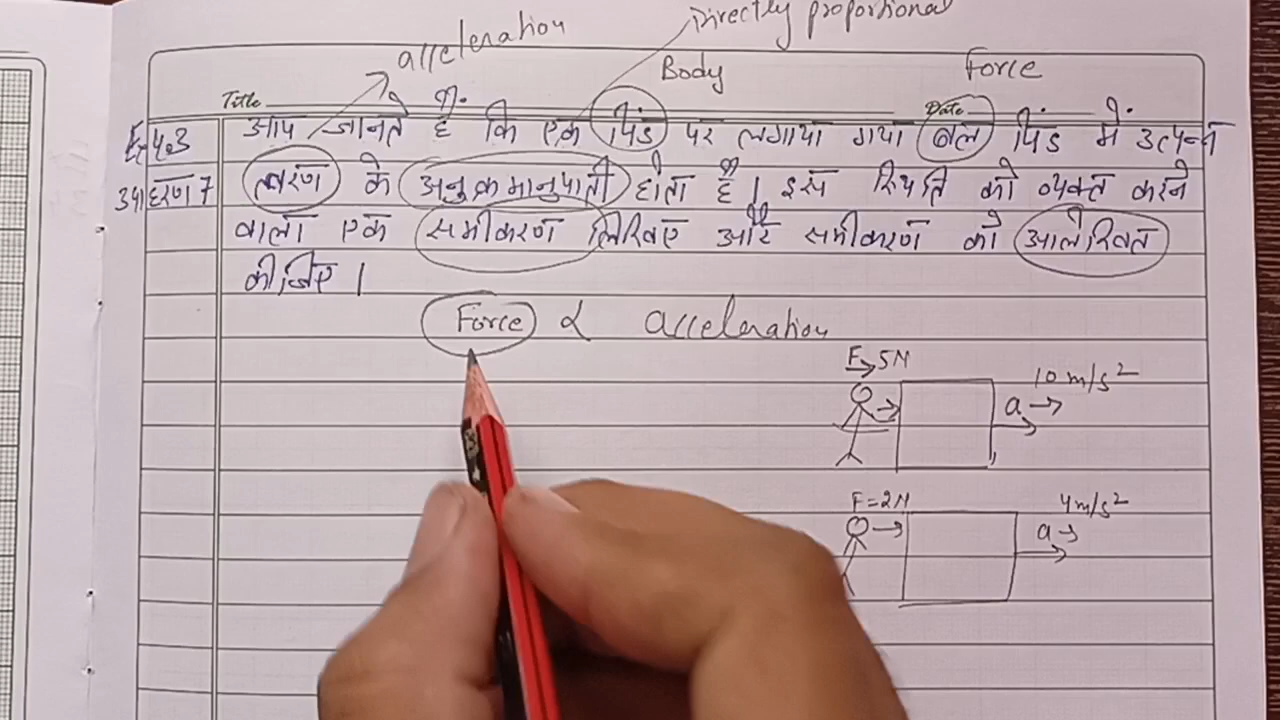 acceleration Directly proportional
Body Force
Title Date
Ex 4.3 आप जानते हैं कि एक पिंड पर लगाया गया बल पिंड में उत्पन्न
उदाहरण 7 त्वरण के अनुक्रमानुपाती होता है। इस स्थिति को व्यक्त करने
वाला एक समीकरण लिखिए और समीकरण को आलेखित
कीजिए।
Force ∝ acceleration
F→ 5N
10 m/s²
a →
F=2N
4m/s²
a →